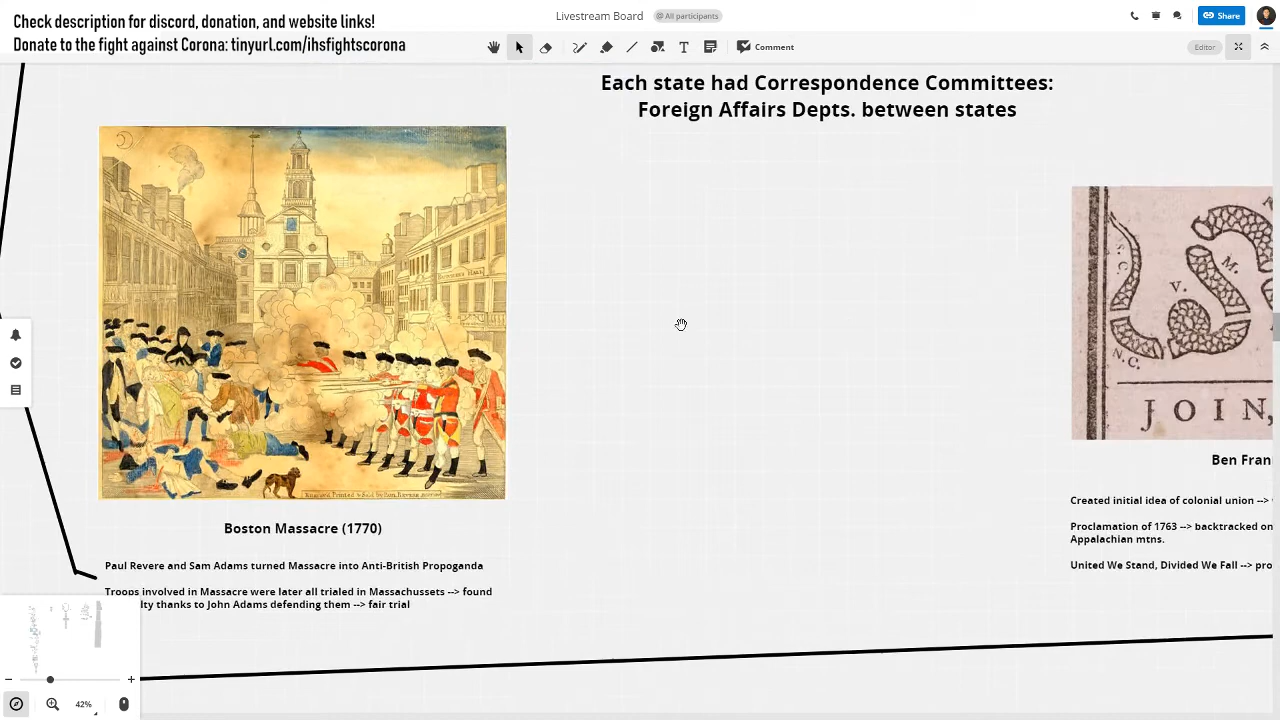 Check description for discord, donation, and website links!
Donate to the fight against Corona: tinyurl.com/ihsfightscorona
Livestream Board
@ All participants
Share
Comment
Editor
Each state had Correspondence Committees:
Foreign Affairs Depts. between states
S.C.
N.C.
V.
M.
JOIN,
Boston Massacre (1770)
Paul Revere and Sam Adams turned Massacre into Anti-British Propoganda
Troops involved in Massacre were later all trialed in Massachussets --> found
lty thanks to John Adams defending them --> fair trial
Ben Fran
Created initial idea of colonial union -->
Proclamation of 1763 --> backtracked on
Appalachian mtns.
United We Stand, Divided We Fall --> pro
42%